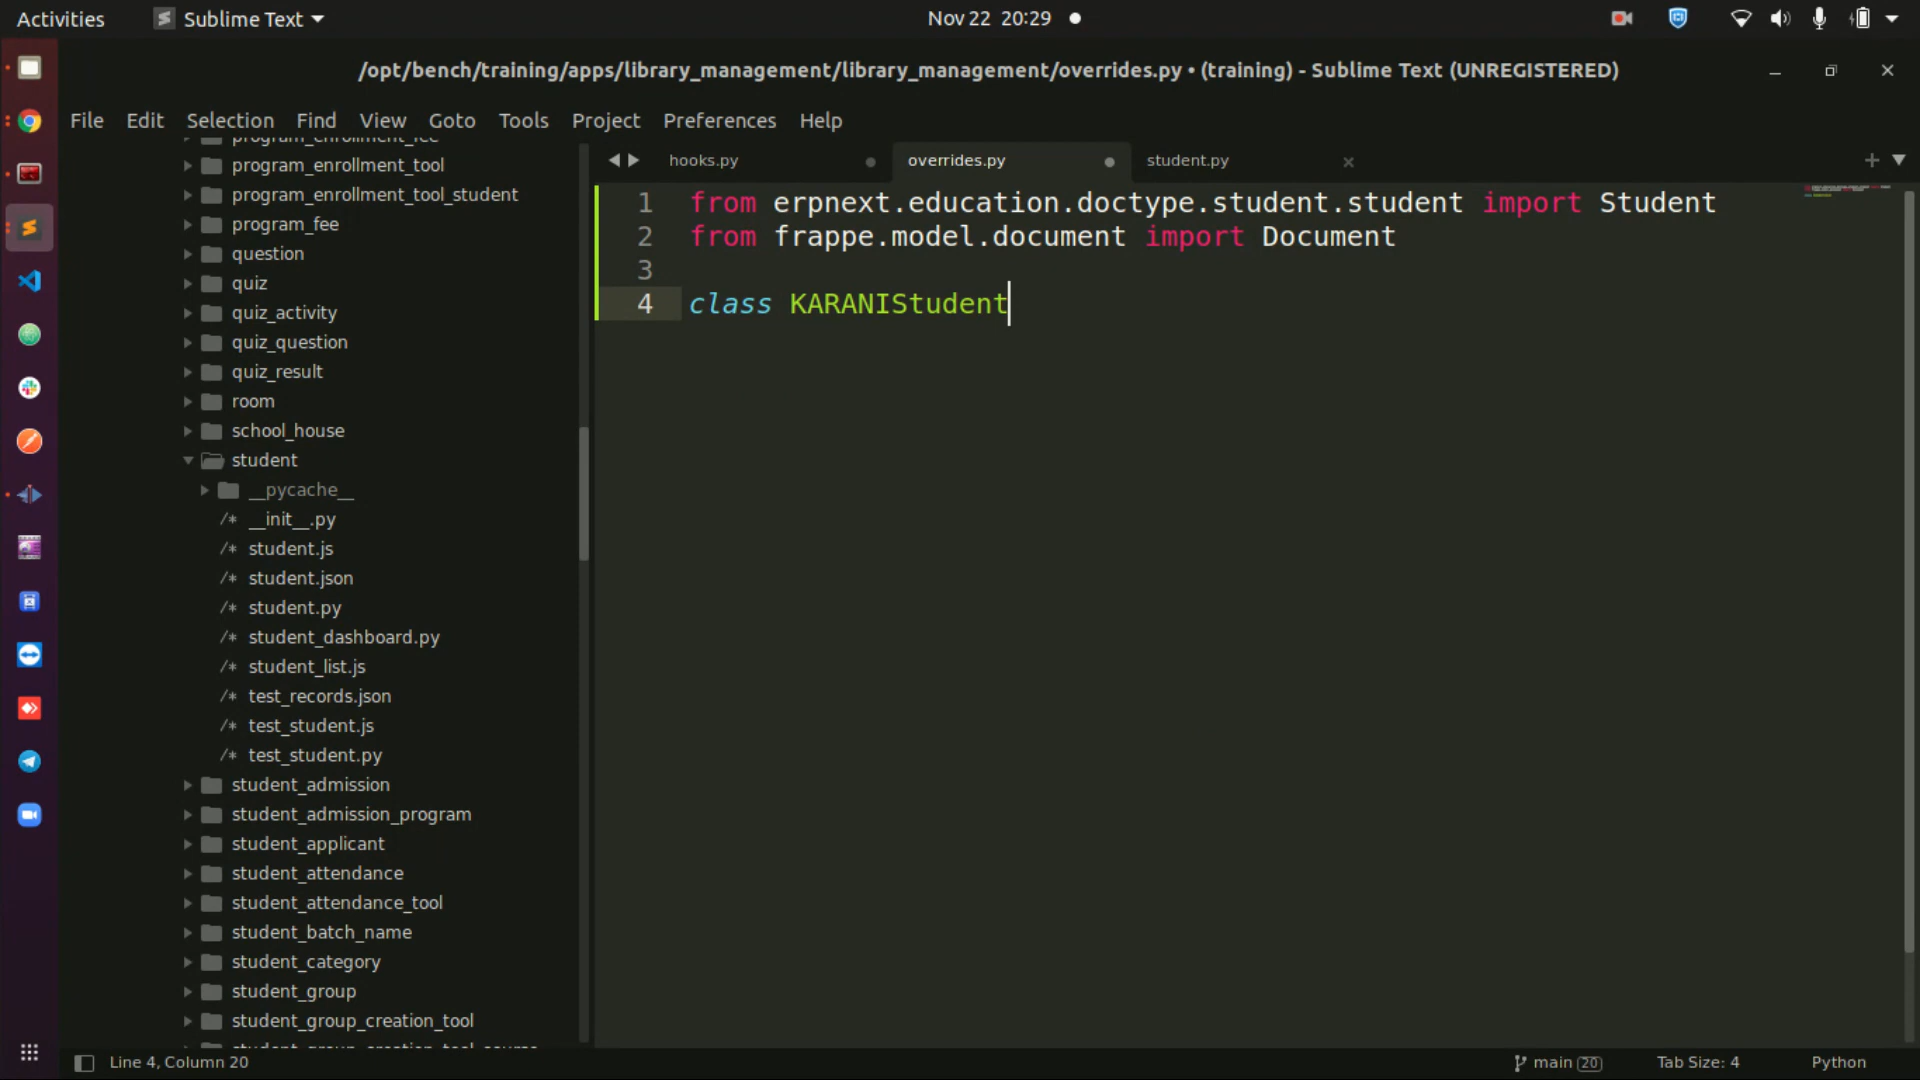 Activities Sublime Text Nov 22 20:29
/opt/bench/training/apps/library_management/library_management/overrides.py • (training) - Sublime Text (UNREGISTERED)
File Edit Selection Find View Goto Tools Project Preferences Help
program_enrollment_fee
program_enrollment_tool
program_enrollment_tool_student
program_fee
question
quiz
quiz_activity
quiz_question
quiz_result
room
school_house
student
__pycache__
/* __init__.py
/* student.js
/* student.json
/* student.py
/* student_dashboard.py
/* student_list.js
/* test_records.json
/* test_student.js
/* test_student.py
student_admission
student_admission_program
student_applicant
student_attendance
student_attendance_tool
student_batch_name
student_category
student_group
student_group_creation_tool
student_group_creation_tool_course
hooks.py overrides.py student.py
1 from erpnext.education.doctype.student.student import Student
2 from frappe.model.document import Document
3
4 class KARANIStudent
Line 4, Column 20 main 20 Tab Size: 4 Python